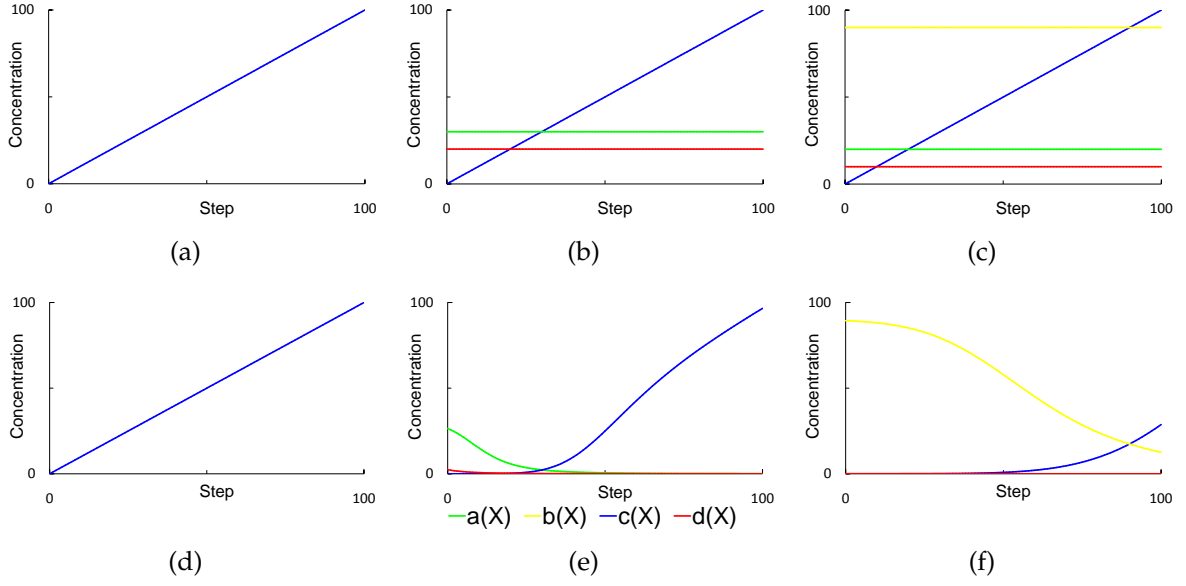 100
Concentration
0
0
Step
100
(a)
100
Concentration
0
0
Step
100
(b)
100
Concentration
0
0
Step
100
(c)
100
Concentration
0
0
Step
100
(d)
100
Concentration
0
0
Step
100
a(X) b(X) c(X) d(X)
(e)
100
Concentration
0
0
Step
100
(f)